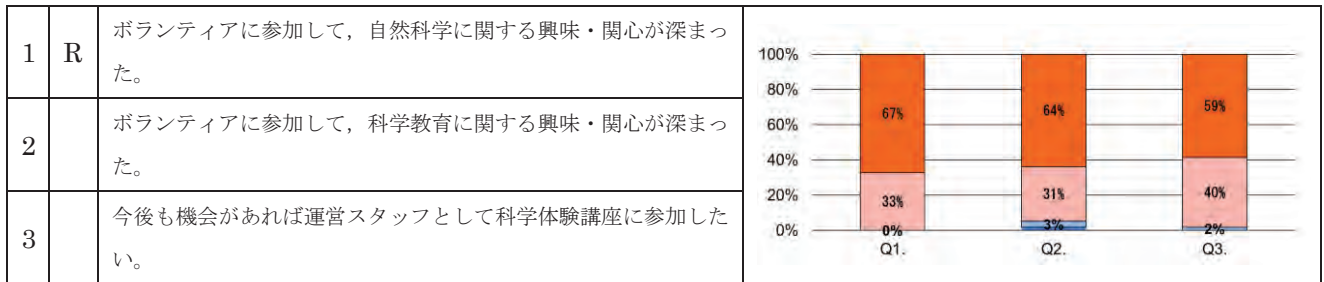 1 R ボランティアに参加して，自然科学に関する興味・関心が深まっ
た。
2 ボランティアに参加して，科学教育に関する興味・関心が深まっ
た。
3 今後も機会があれば運営スタッフとして科学体験講座に参加した
い。
100%
80%
60%
40%
20%
0%
67%
33%
0%
64%
31%
3%
59%
40%
2%
Q1. Q2. Q3.